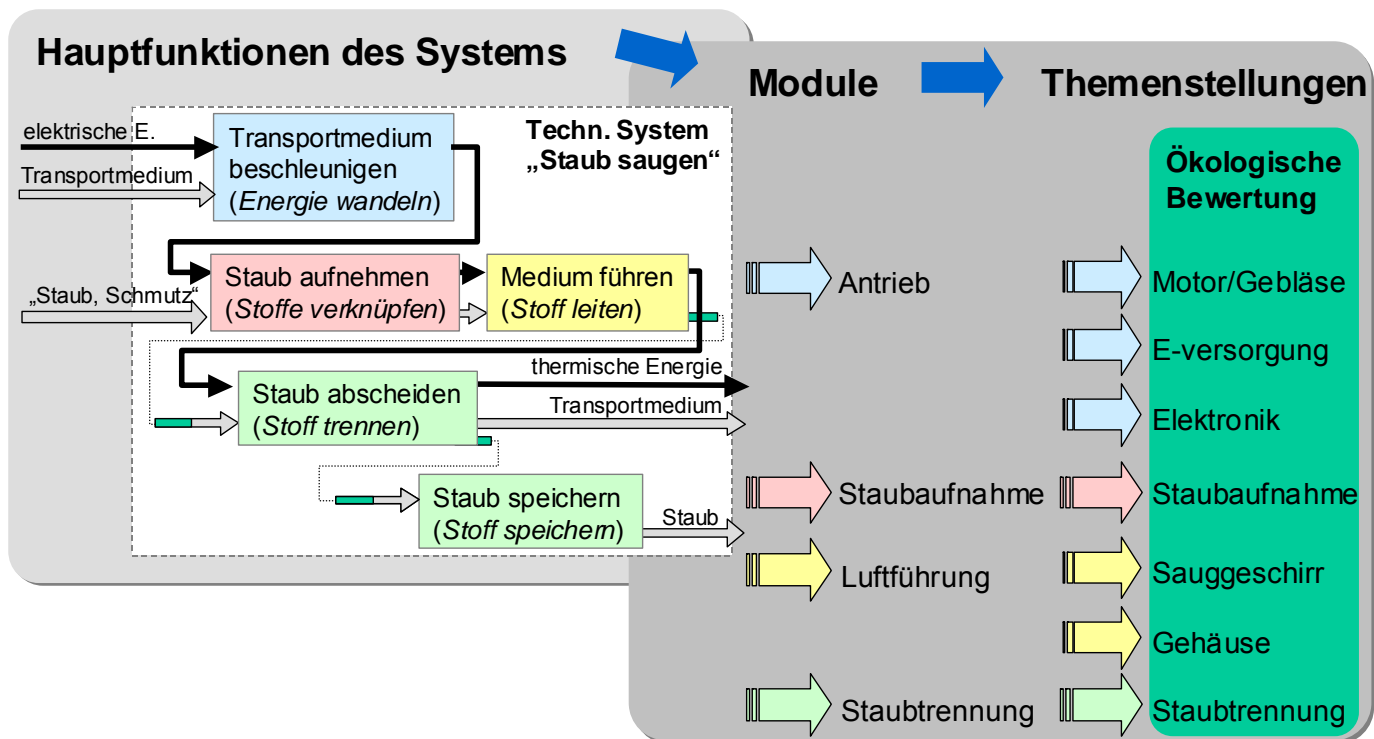 Hauptfunktionen des Systems
Module
Themenstellungen
elektrische E.
Transportmedium
Transportmedium
beschleunigen
(Energie wandeln)
Techn. System
„Staub saugen“
Ökologische
Bewertung
„Staub, Schmutz“
Staub aufnehmen
(Stoffe verknüpfen)
Medium führen
(Stoff leiten)
Antrieb
Motor/Gebläse
E-versorgung
thermische Energie
Staub abscheiden
(Stoff trennen)
Transportmedium
Elektronik
Staub speichern
(Stoff speichern)
Staub
Staubaufnahme
Staubaufnahme
Luftführung
Sauggeschirr
Gehäuse
Staubtrennung
Staubtrennung